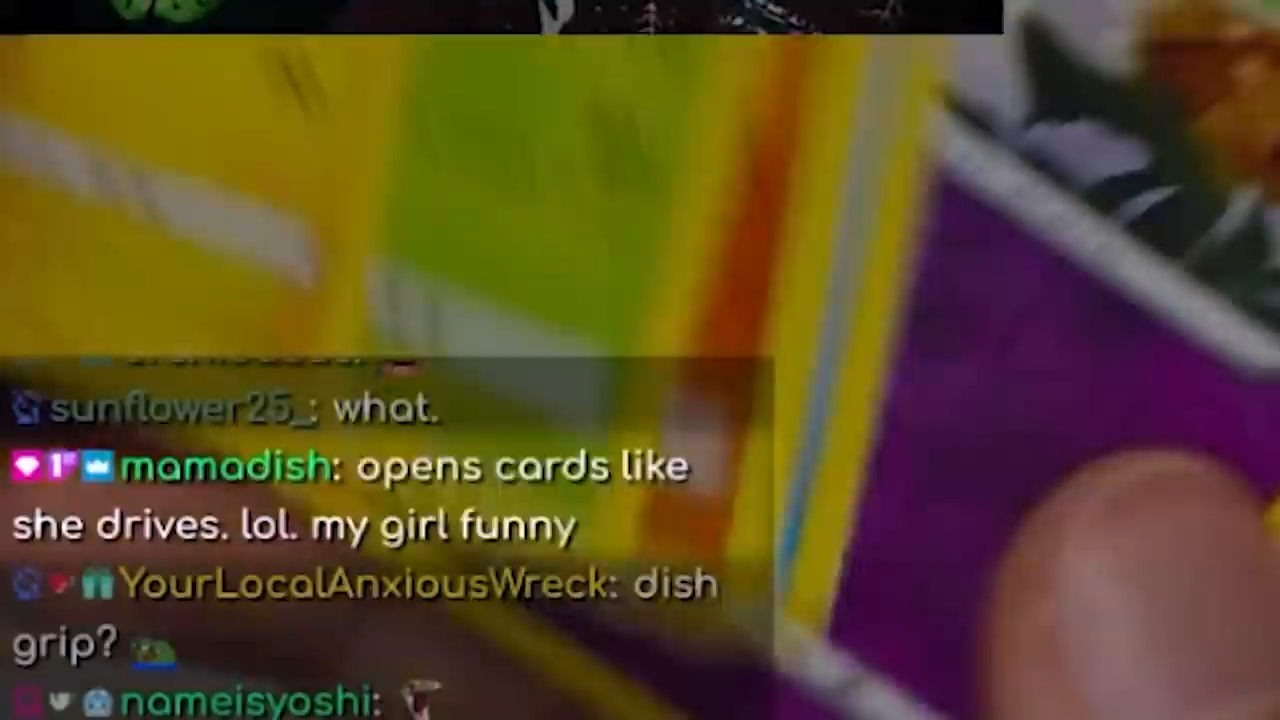 sunflower25_: what.
mamadish: opens cards like
she drives. lol. my girl funny
YourLocalAnxiousWreck: dish
grip?
nameisyoshi: